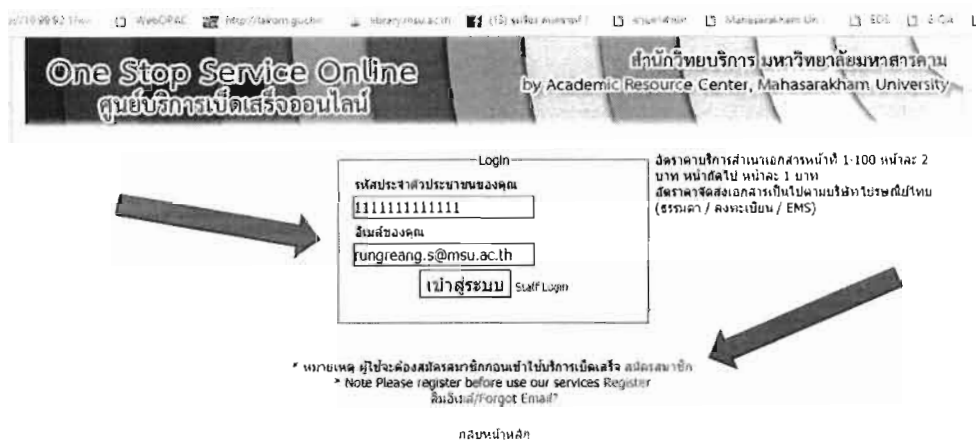 WebOPAC
One Stop Service Online
ศูนย์บริการเบ็ดเสร็จออนไลน์
สำนักวิทยบริการ มหาวิทยาลัยมหาสารคาม
by Academic Resource Center, Mahasarakham University
Login
รหัสประจำตัวประชาชนของคุณ
1111111111111
อีเมล์ของคุณ
rungreang.s@msu.ac.th
เข้าสู่ระบบ Staff Login
อัตราค่าบริการสำเนาเอกสารหน้าที่ 1-100 หน้าละ 2
บาท หน้าถัดไป หน้าละ 1 บาท
อัตราค่าจัดส่งเอกสารเป็นไปตามบริษัทไปรษณีย์ไทย
(ธรรมดา / ลงทะเบียน / EMS)
* หมายเหตุ ผู้ใช้จะต้องสมัครสมาชิกก่อนเข้าใช้บริการเบ็ดเสร็จ สมัครสมาชิก
* Note Please register before use our services Register
ลืมอีเมล์/Forgot Email?
กลับหน้าหลัก